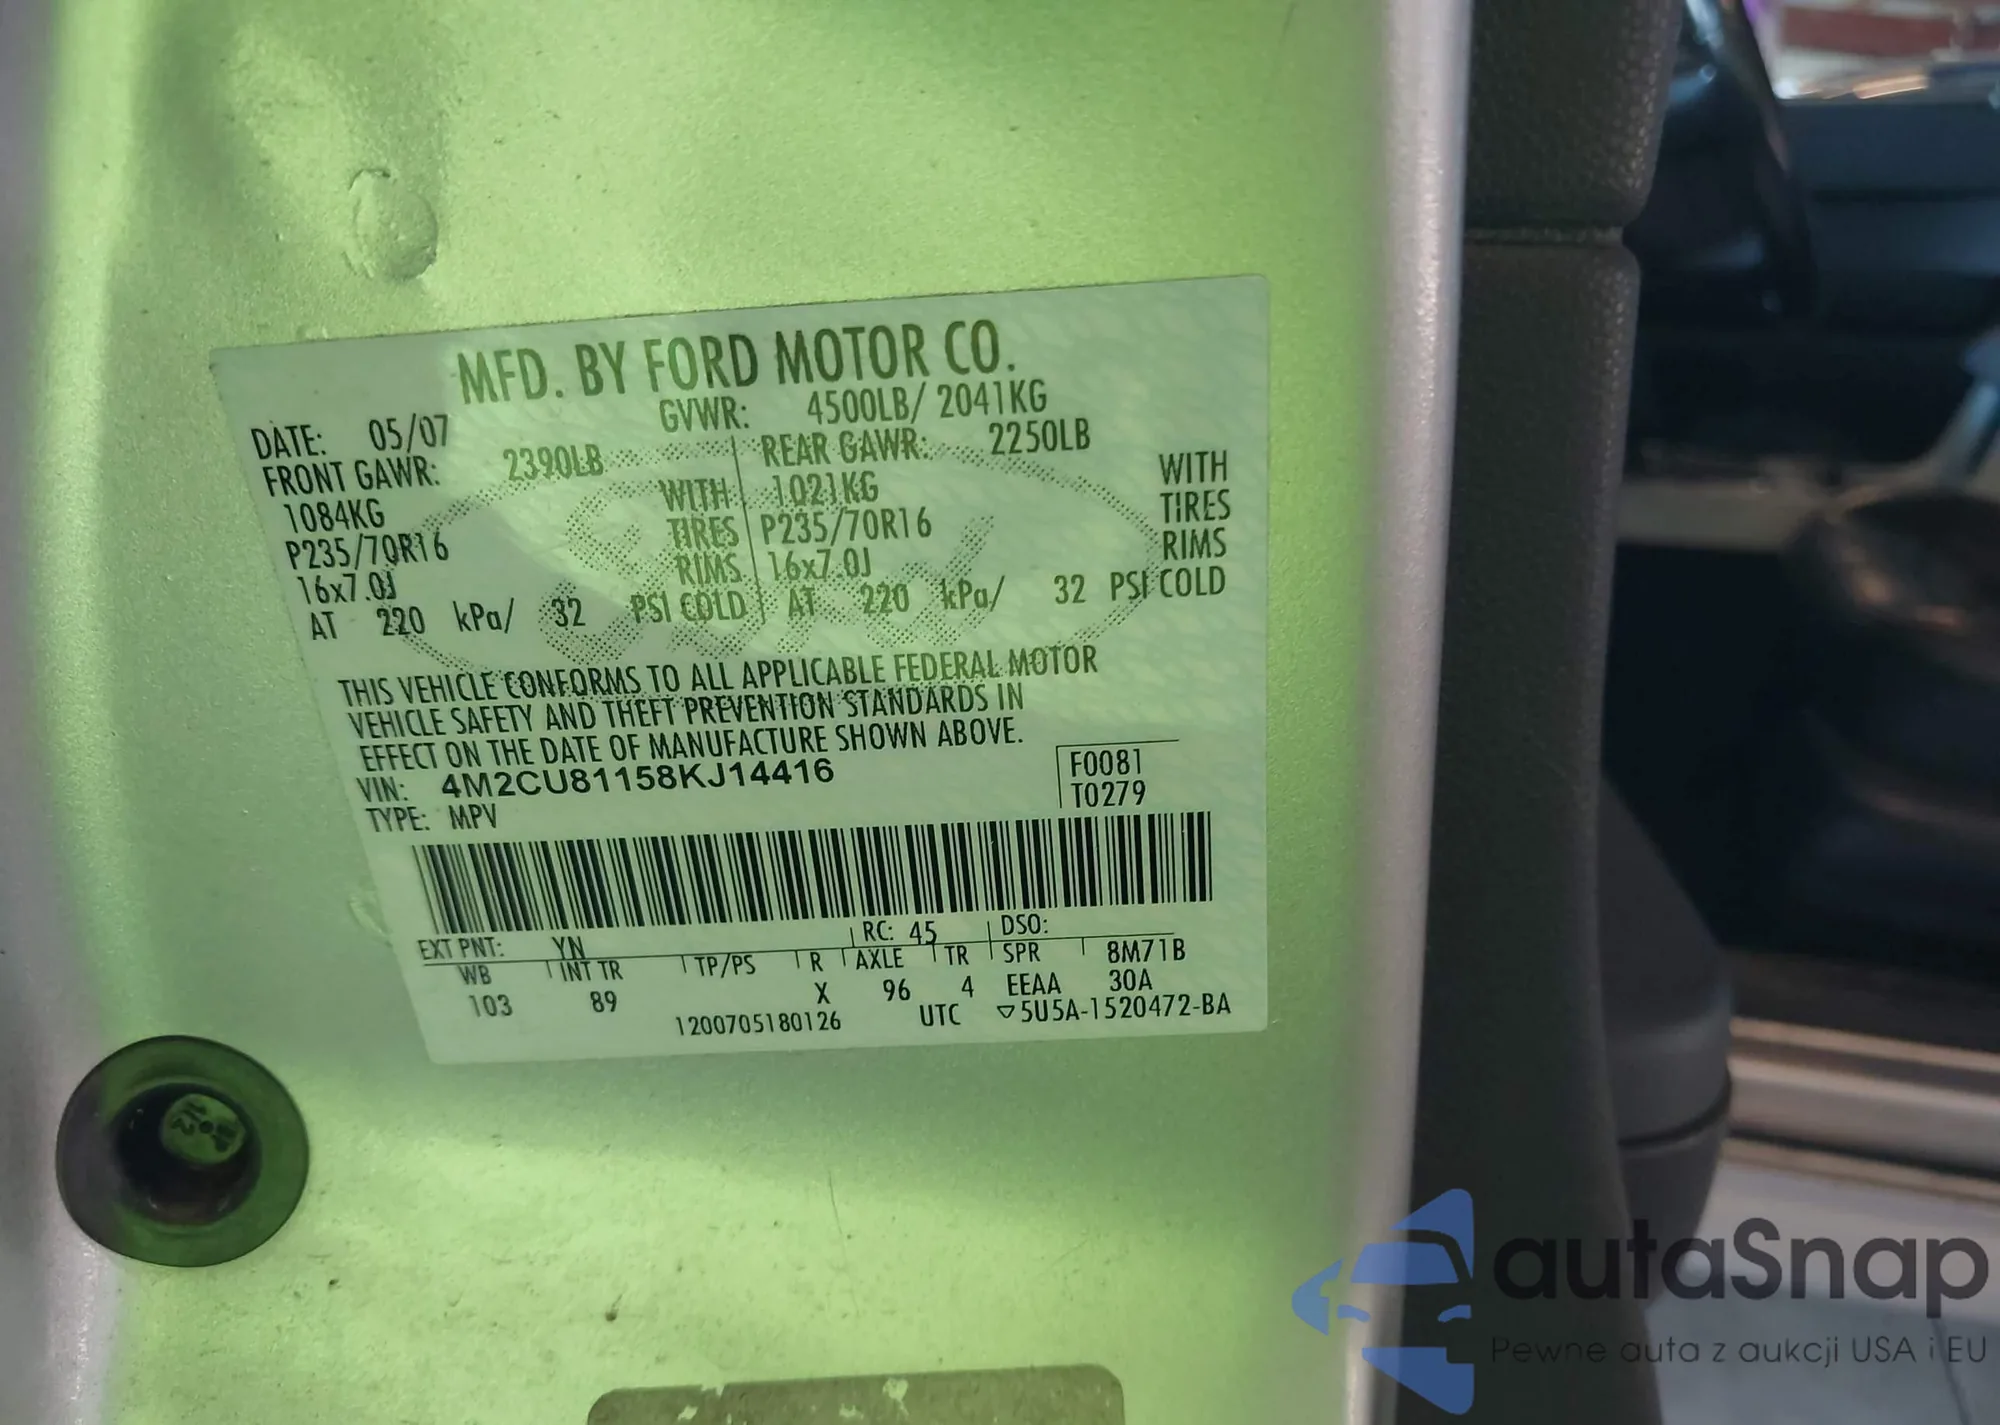 MFD. BY FORD MOTOR CO.
DATE: 05/07 GVWR: 4500LB/ 2041KG
FRONT GAWR: 2390LB REAR GAWR: 2250LB
1084KG WITH 1021KG WITH
P235/70R16 TIRES P235/70R16 TIRES
16x7.0J RIMS 16x7.0J RIMS
AT 220 kPa/ 32 PSI COLD AT 220 kPa/ 32 PSI COLD
THIS VEHICLE CONFORMS TO ALL APPLICABLE FEDERAL MOTOR
VEHICLE SAFETY AND THEFT PREVENTION STANDARDS IN
EFFECT ON THE DATE OF MANUFACTURE SHOWN ABOVE.
VIN: 4M2CU81158KJ14416 F0081
TYPE: MPV T0279
EXT PNT: YN RC: 45 DSO:
WB INT TR TP/PS R AXLE TR SPR 8M71B
103 89 X 96 4 EEAA 30A
1200705180126 UTC ▽5U5A-1520472-BA
autaSnap
Pewne auta z aukcji USA i EU